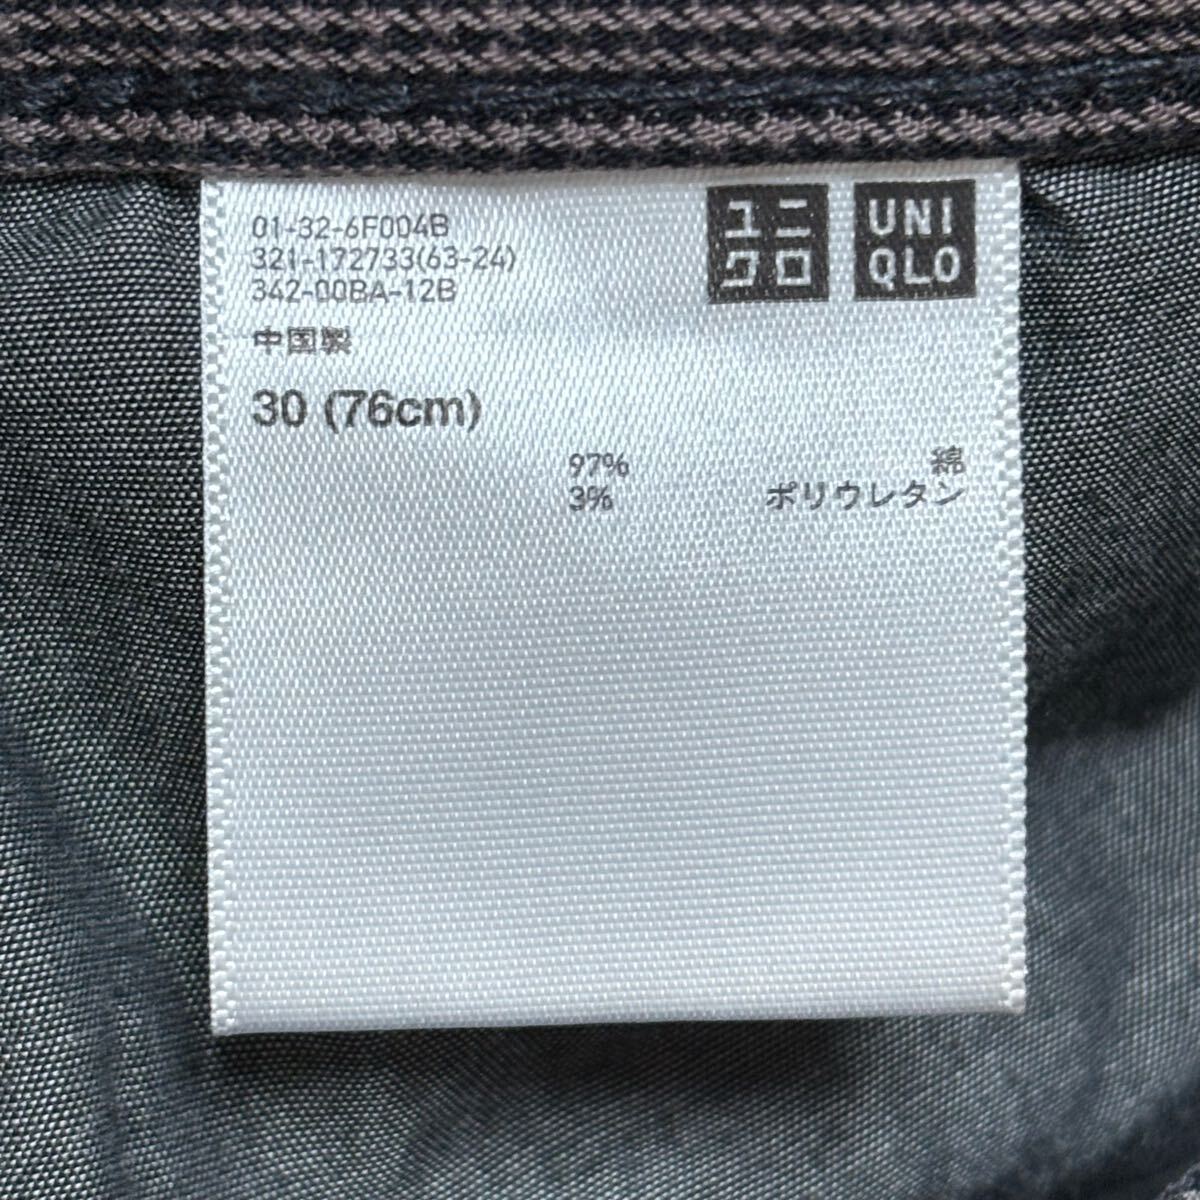 01-32-6F004B
321-172733(63-24)
342-00BA-12B
ユニ
クロ
UNI
QLO
中国製
30 (76cm)
97% 綿
3% ポリウレタン